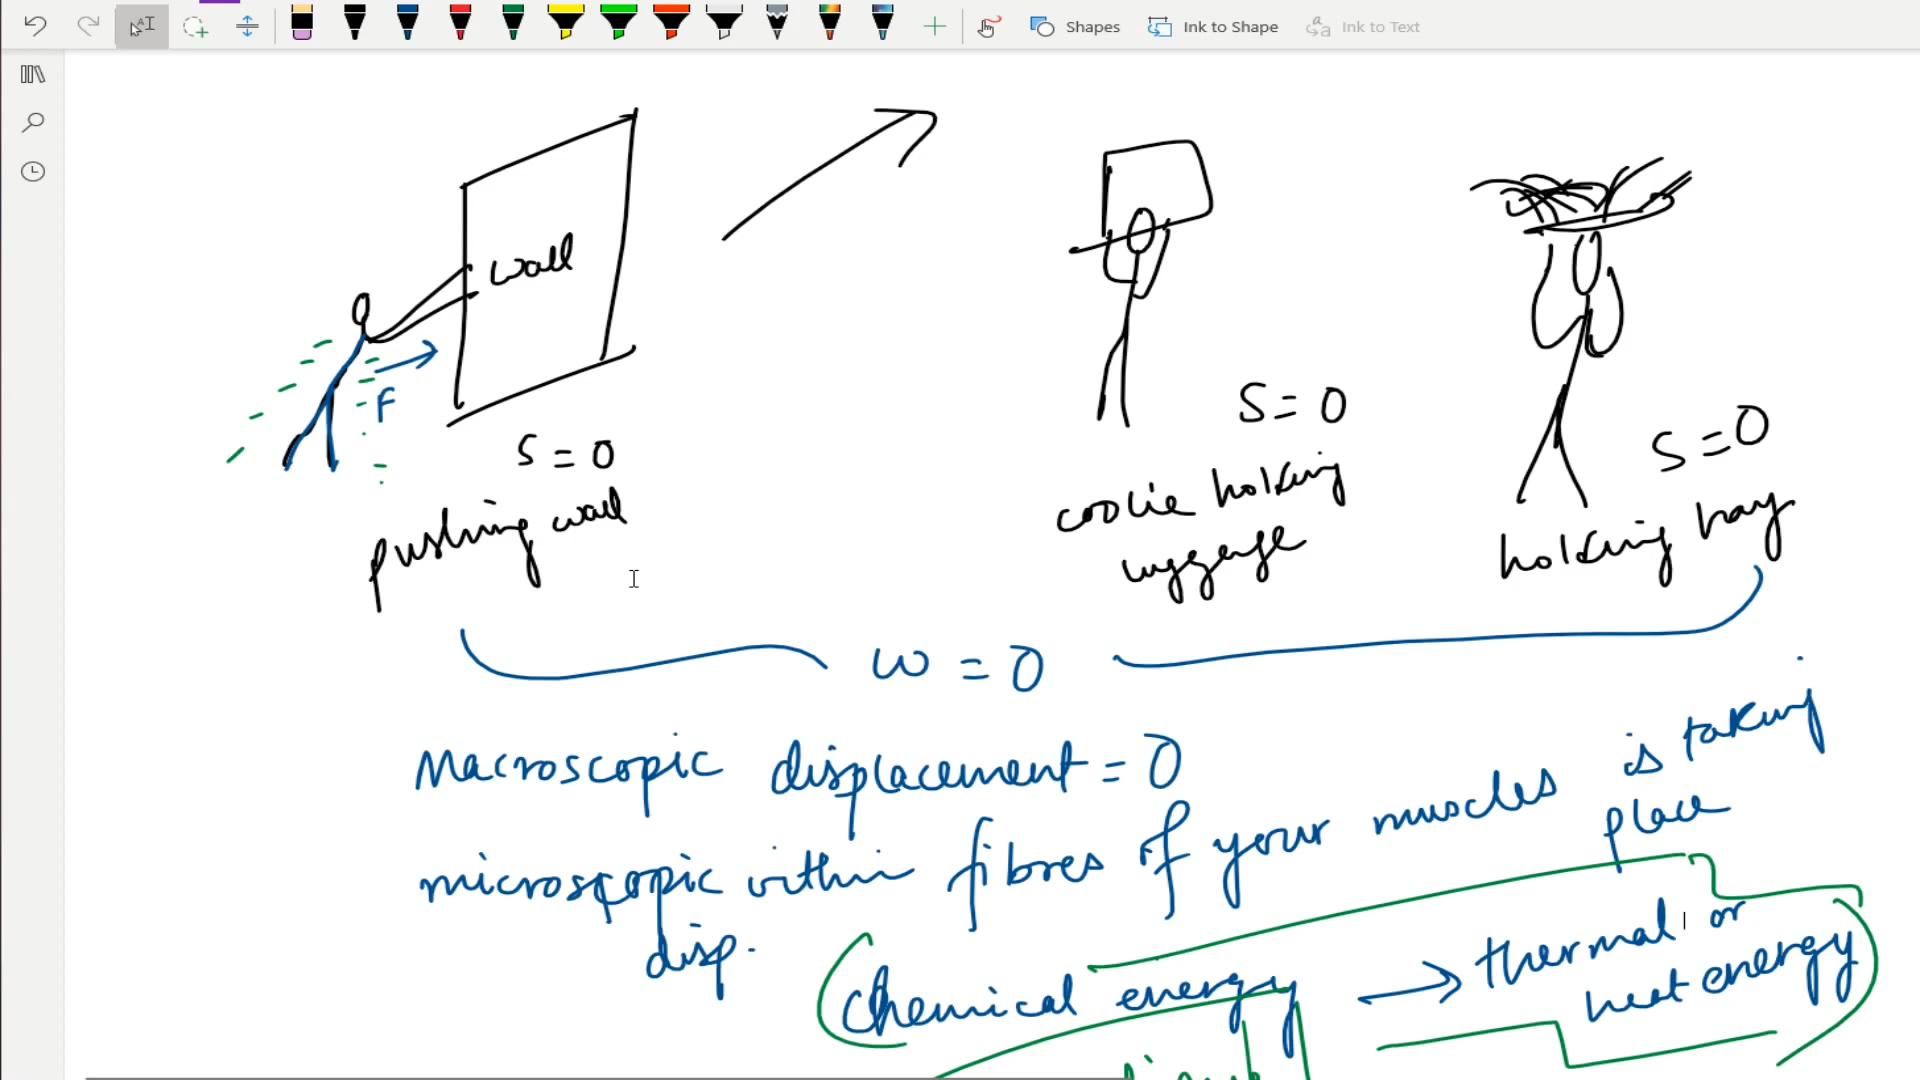 Shapes
Ink to Shape
Ink to Text
wall
F
S = 0
pushing wall
S = 0
coolie holding
luggage
S = 0
holding hay
W = 0
Macroscopic displacement = 0
microscopic within fibres of your muscles is taking
place
disp.
Chemical energy → thermal or
heat energy